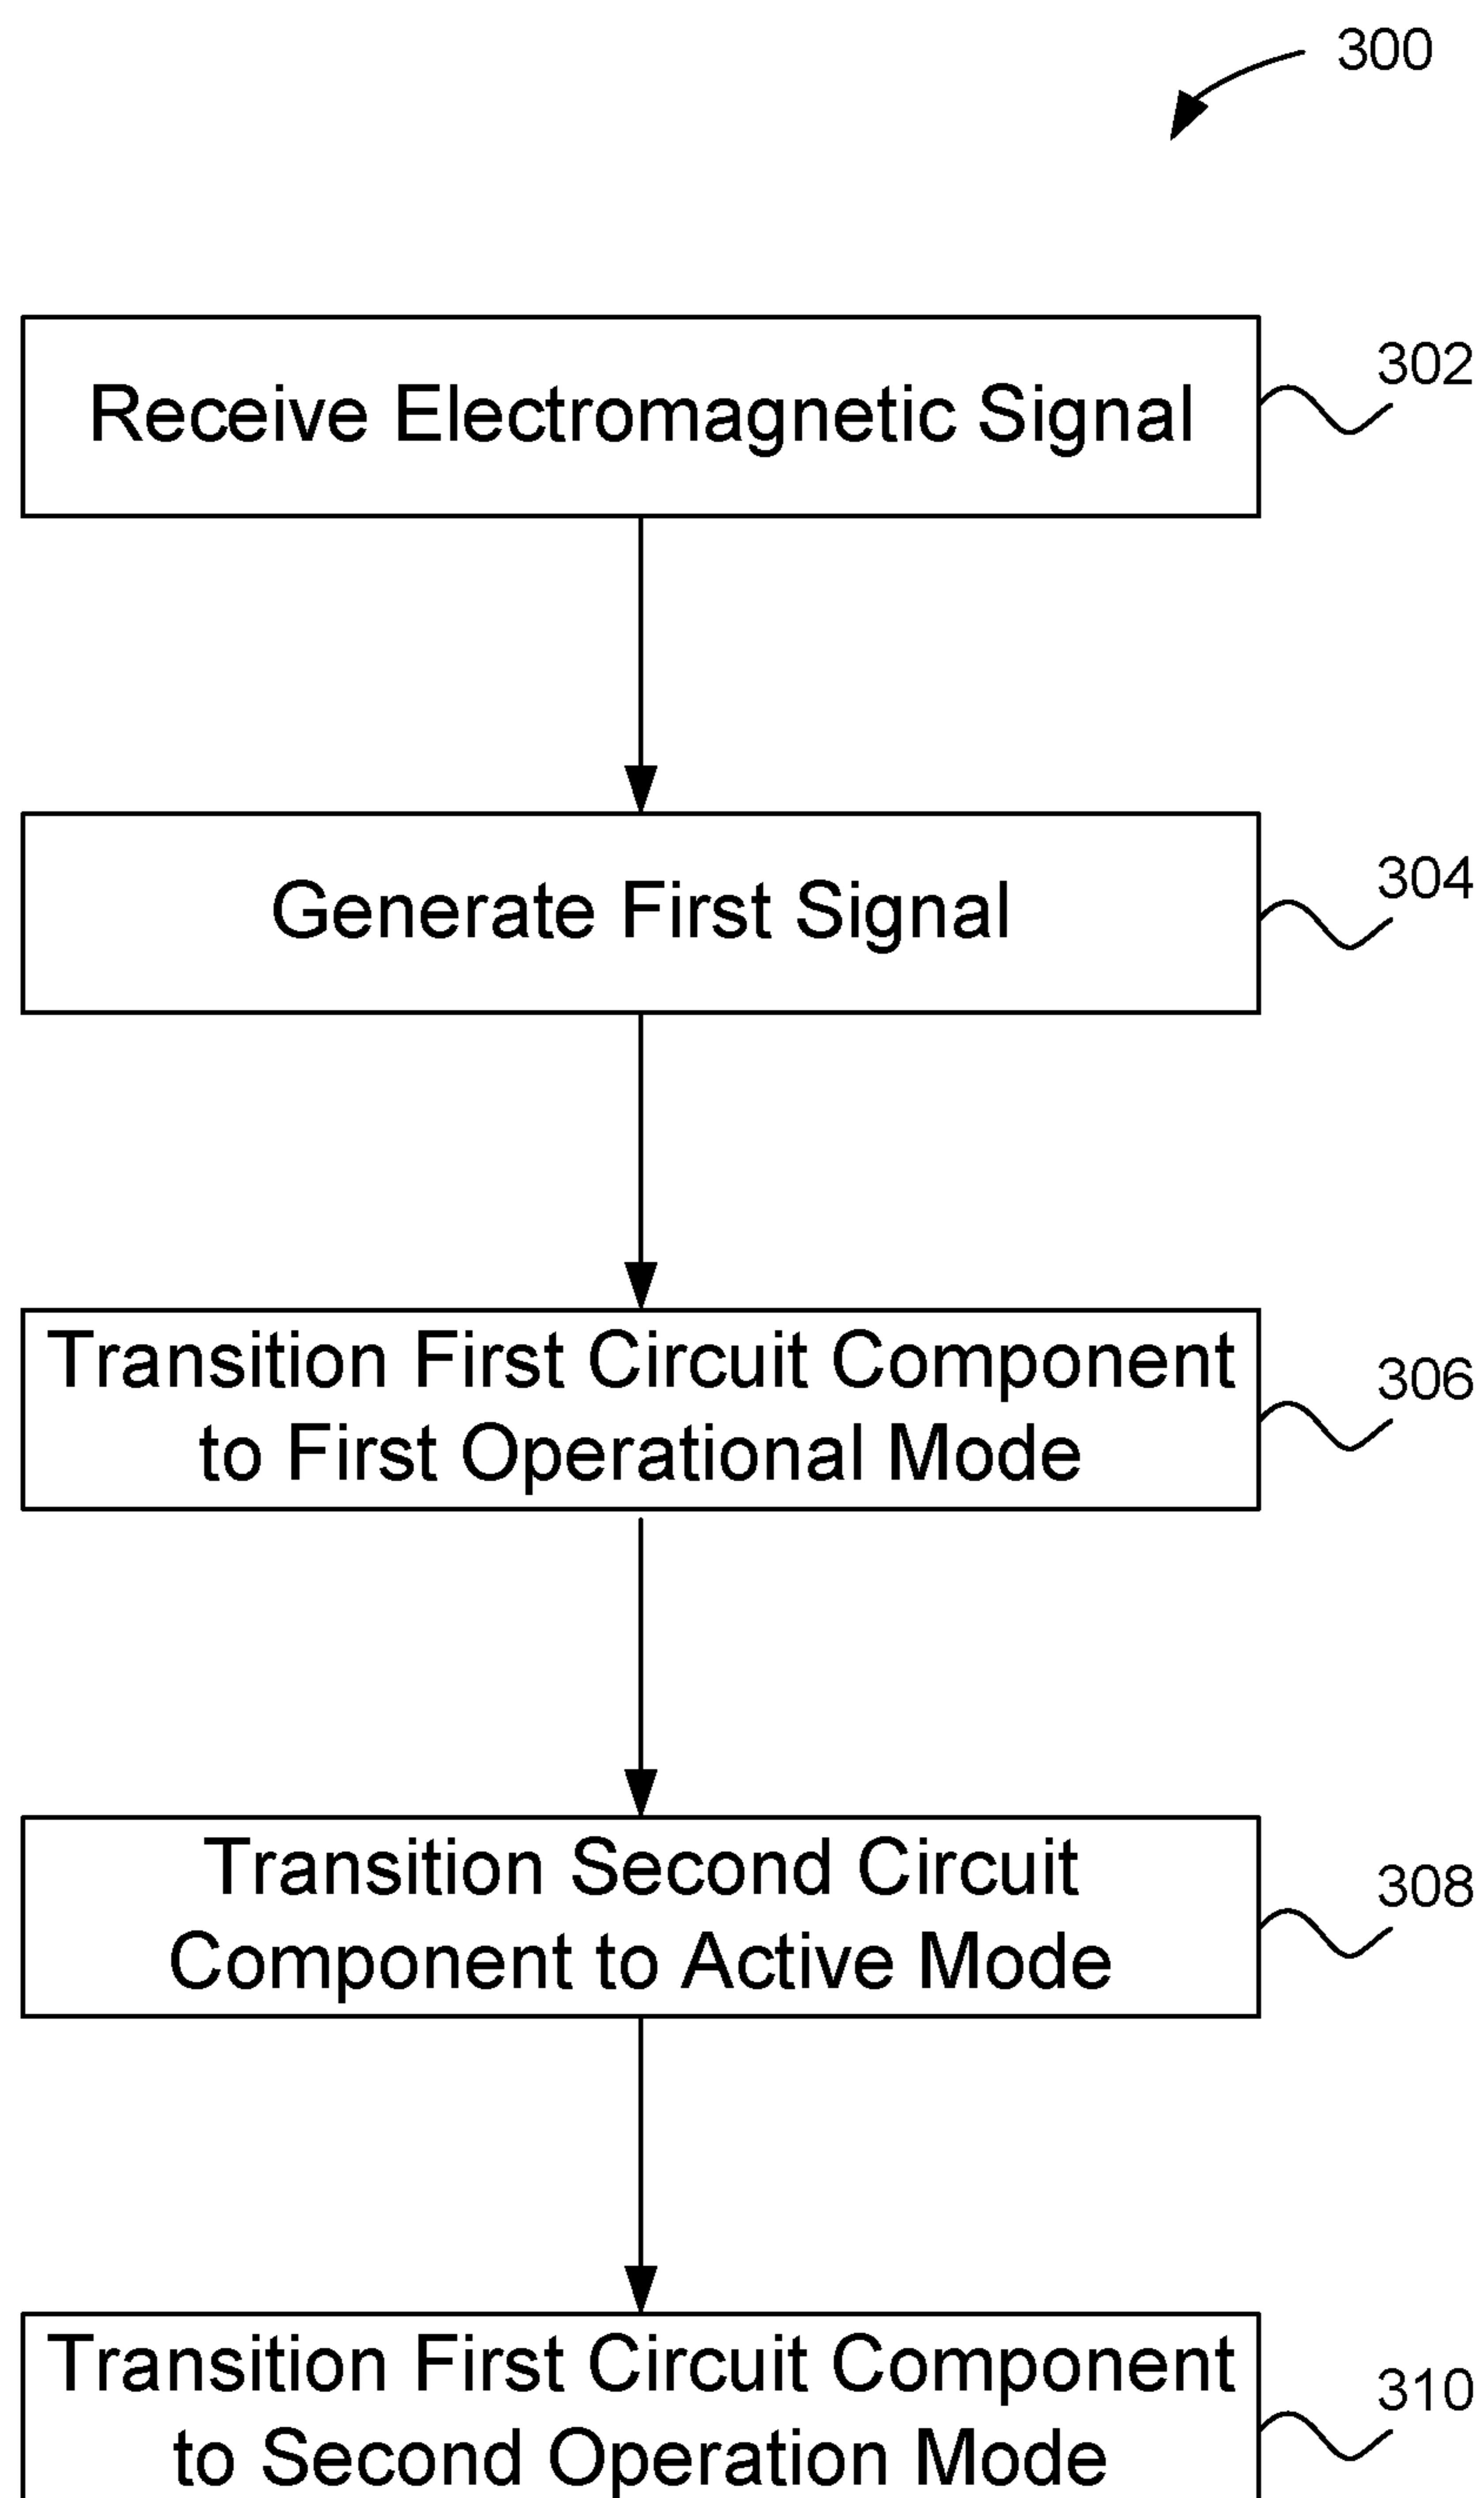 300
Receive Electromagnetic Signal
302
Generate First Signal
304
Transition First Circuit Component
to First Operational Mode
306
Transition Second Circuit
Component to Active Mode
308
Transition First Circuit Component
to Second Operation Mode
310